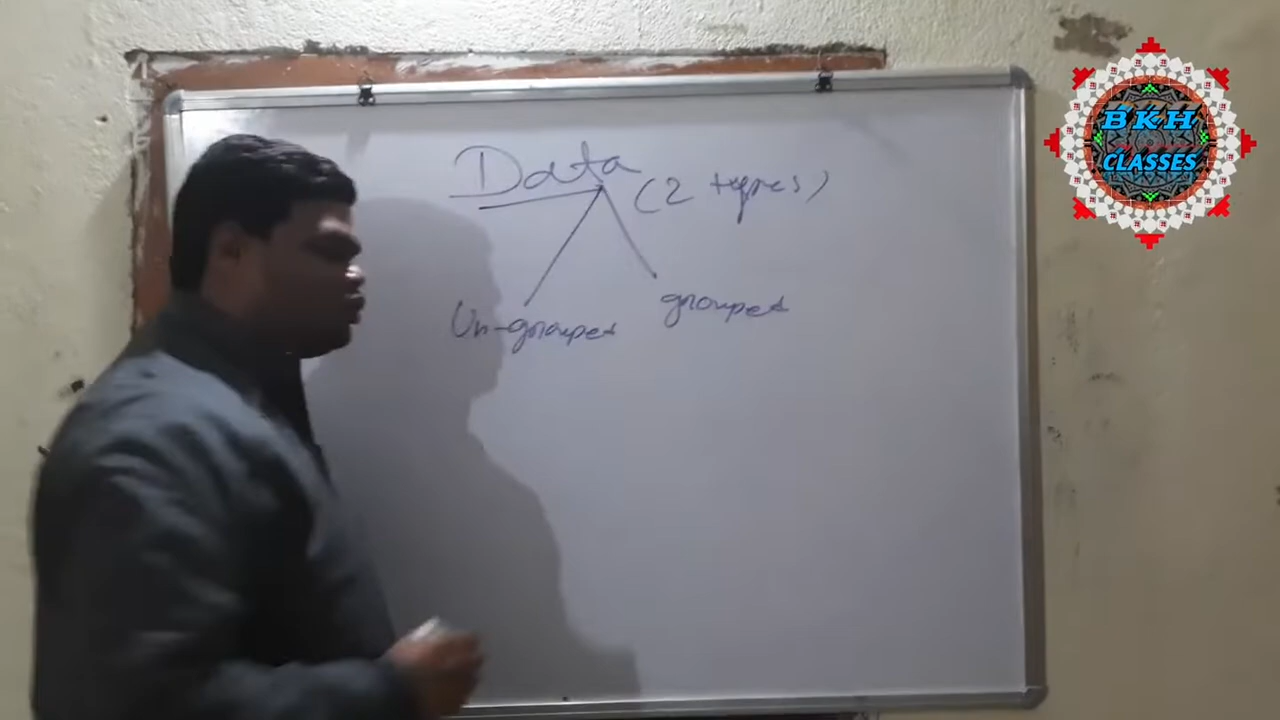 Data
(2 types)
Un-grouped
grouped
BKH
CLASSES